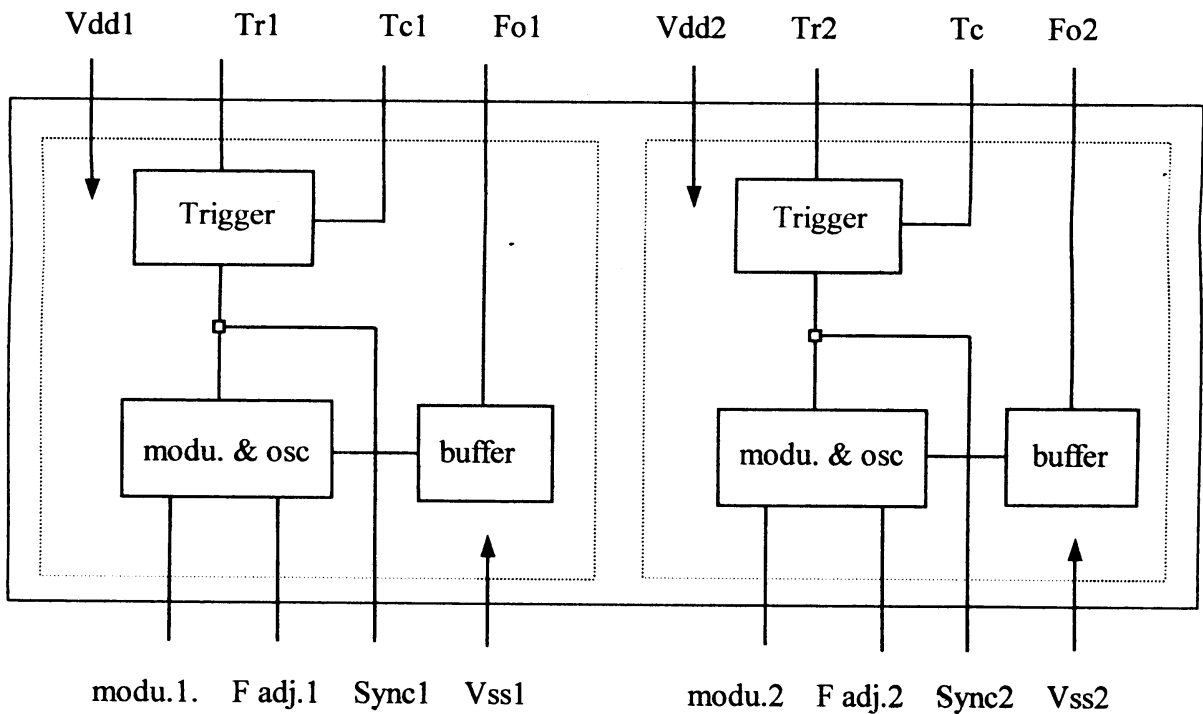 Vdd1 Tr1 Tc1 Fo1 Vdd2 Tr2 Tc Fo2
Trigger Trigger
modu. & osc buffer modu. & osc buffer
modu.1. F adj.1 Sync1 Vss1 modu.2 F adj.2 Sync2 Vss2